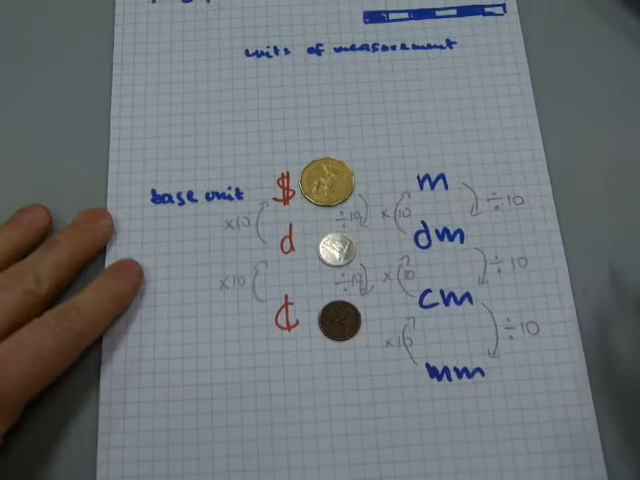 units of measurement
base unit $ m
x10 ÷10 x10 ÷10
d dm
x10 ÷10 x10 ÷10
¢ cm
x10 ÷10
mm